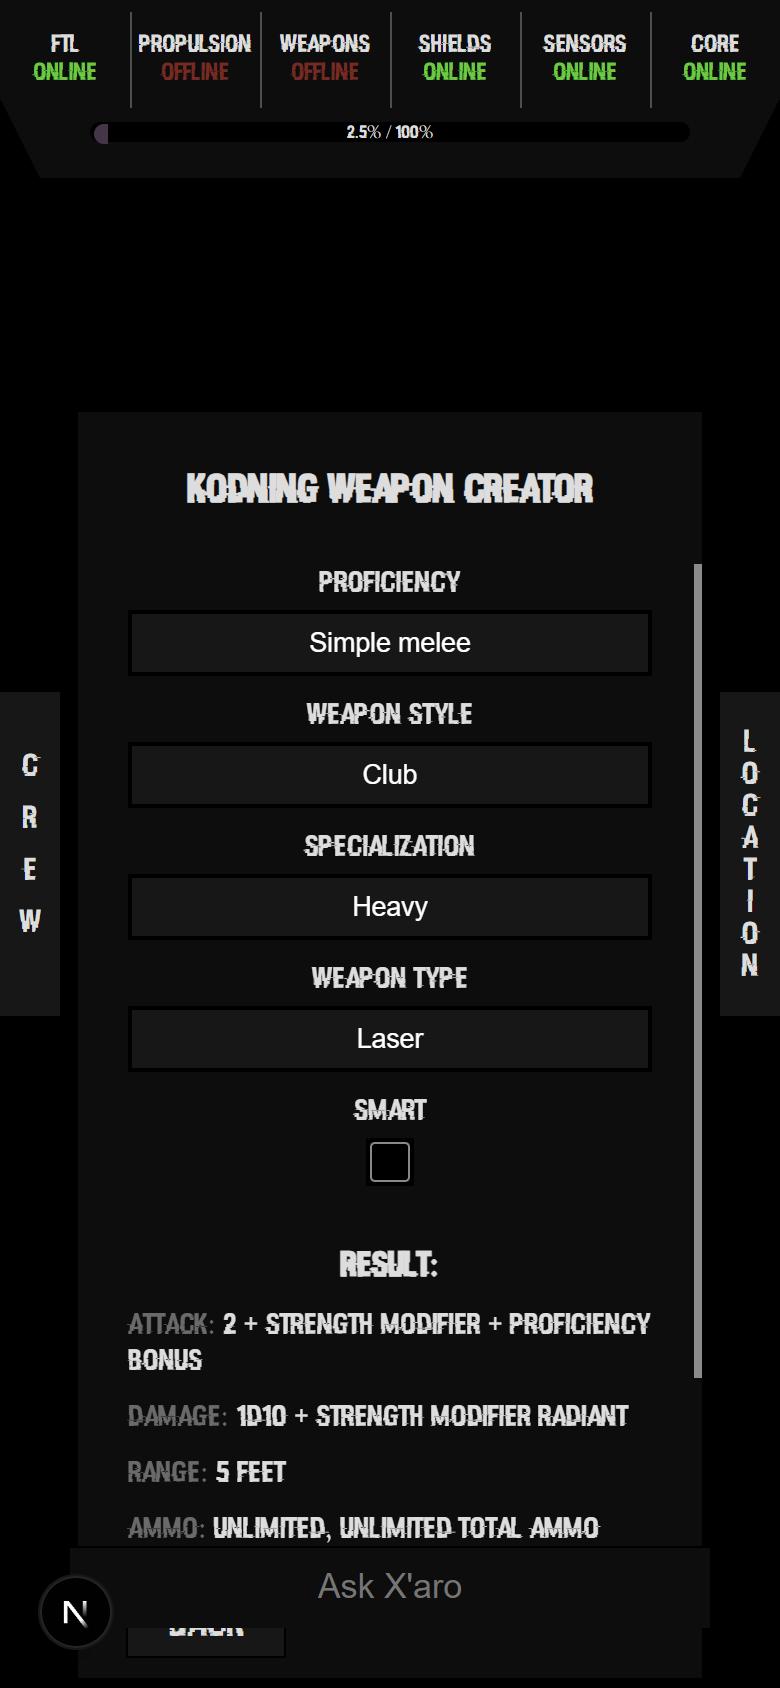 FTL PROPULSION WEAPONS SHIELDS SENSORS CORE
ONLINE OFFLINE OFFLINE ONLINE ONLINE ONLINE
2.5% / 100%
KODNING WEAPON CREATOR
PROFICIENCY
Simple melee
WEAPON STYLE
Club
SPECIALIZATION
Heavy
WEAPON TYPE
Laser
SMART
CREW
LOCATION
RESULT:
ATTACK: 2 + STRENGTH MODIFIER + PROFICIENCY
BONUS
DAMAGE: 1D10 + STRENGTH MODIFIER RADIANT
RANGE: 5 FEET
AMMO: UNLIMITED, UNLIMITED TOTAL AMMO
Ask X'aro
N